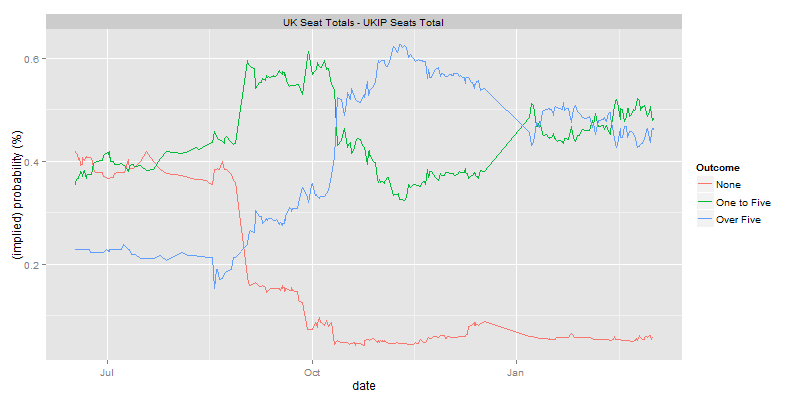 UK Seat Totals - UKIP Seats Total
0.6
0.4
0.2
(implied) probability (%)
Jul
Oct
Jan
date
Outcome
None
One to Five
Over Five